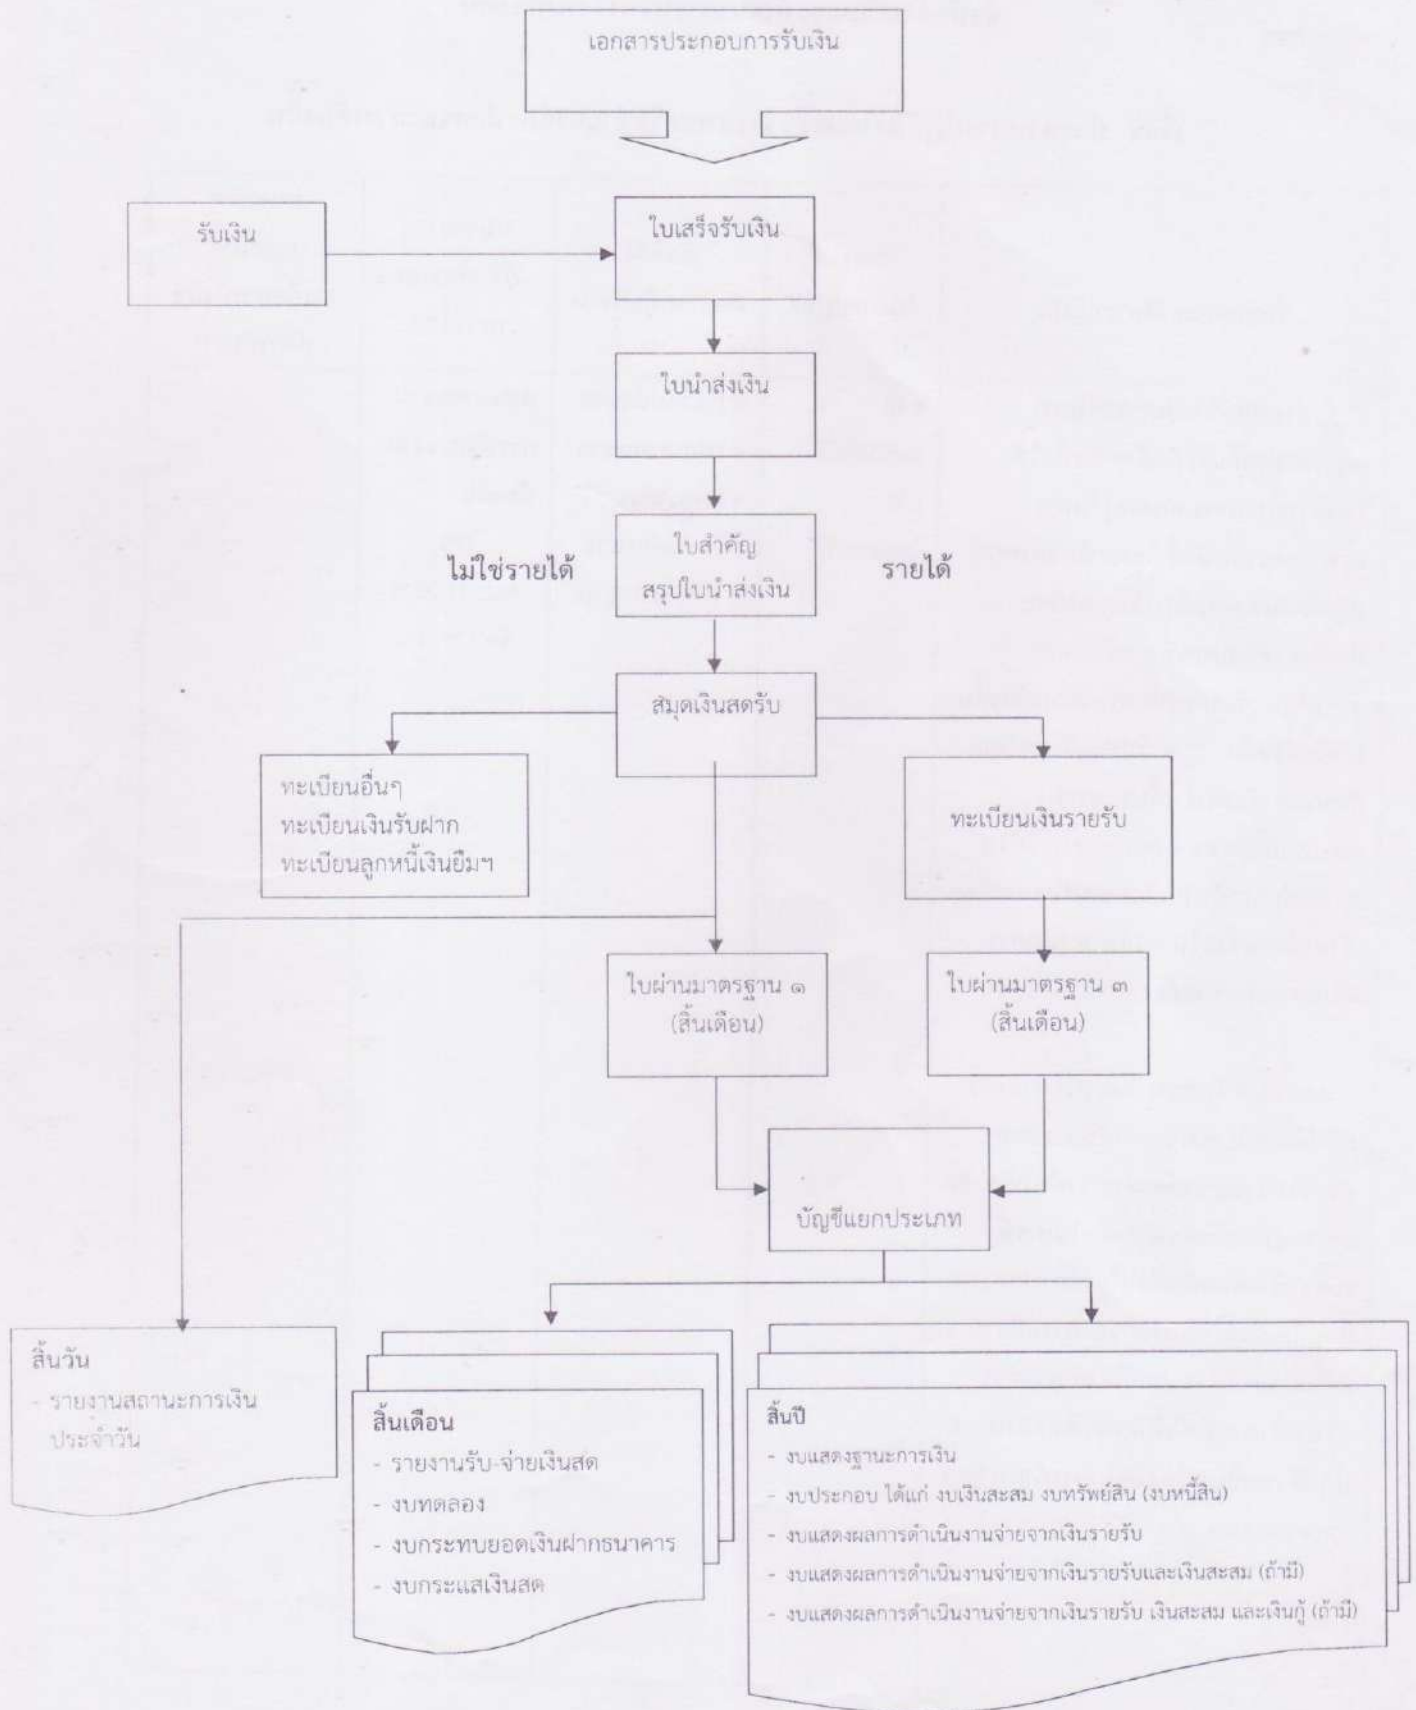 เอกสารประกอบการรับเงิน
รับเงิน
ใบเสร็จรับเงิน
ใบนำส่งเงิน
ไม่ใช่รายได้
ใบสำคัญ
สรุปใบนำส่งเงิน
รายได้
สมุดเงินสดรับ
ทะเบียนอื่นๆ
ทะเบียนเงินรับฝาก
ทะเบียนลูกหนี้เงินยืมฯ
ทะเบียนเงินรายรับ
ใบผ่านมาตรฐาน ๑
(สิ้นเดือน)
ใบผ่านมาตรฐาน ๓
(สิ้นเดือน)
บัญชีแยกประเภท
สิ้นวัน
- รายงานสถานะการเงิน
ประจำวัน
สิ้นเดือน
- รายงานรับ-จ่ายเงินสด
- งบทดลอง
- งบกระทบยอดเงินฝากธนาคาร
- งบกระแสเงินสด
สิ้นปี
- งบแสดงฐานะการเงิน
- งบประกอบ ได้แก่ งบเงินสะสม งบทรัพย์สิน (งบหนี้สิน)
- งบแสดงผลการดำเนินงานจ่ายจากเงินรายรับ
- งบแสดงผลการดำเนินงานจ่ายจากเงินรายรับและเงินสะสม (ถ้ามี)
- งบแสดงผลการดำเนินงานจ่ายจากเงินรายรับ เงินสะสม และเงินกู้ (ถ้ามี)